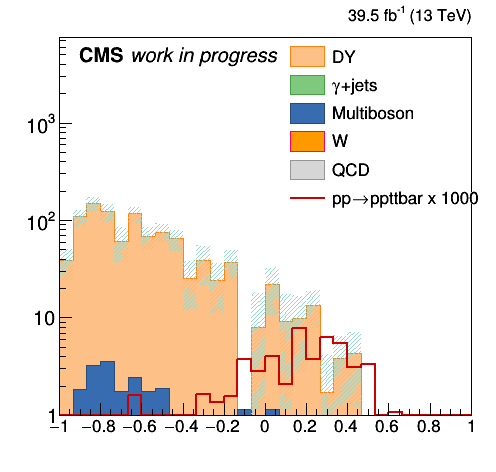 39.5 fb⁻¹ (13 TeV)
CMS work in progress
DY
γ+jets
Multiboson
W
QCD
pp→ppttbar x 1000
10³
10²
10
1
−1 −0.8 −0.6 −0.4 −0.2 0 0.2 0.4 0.6 0.8 1